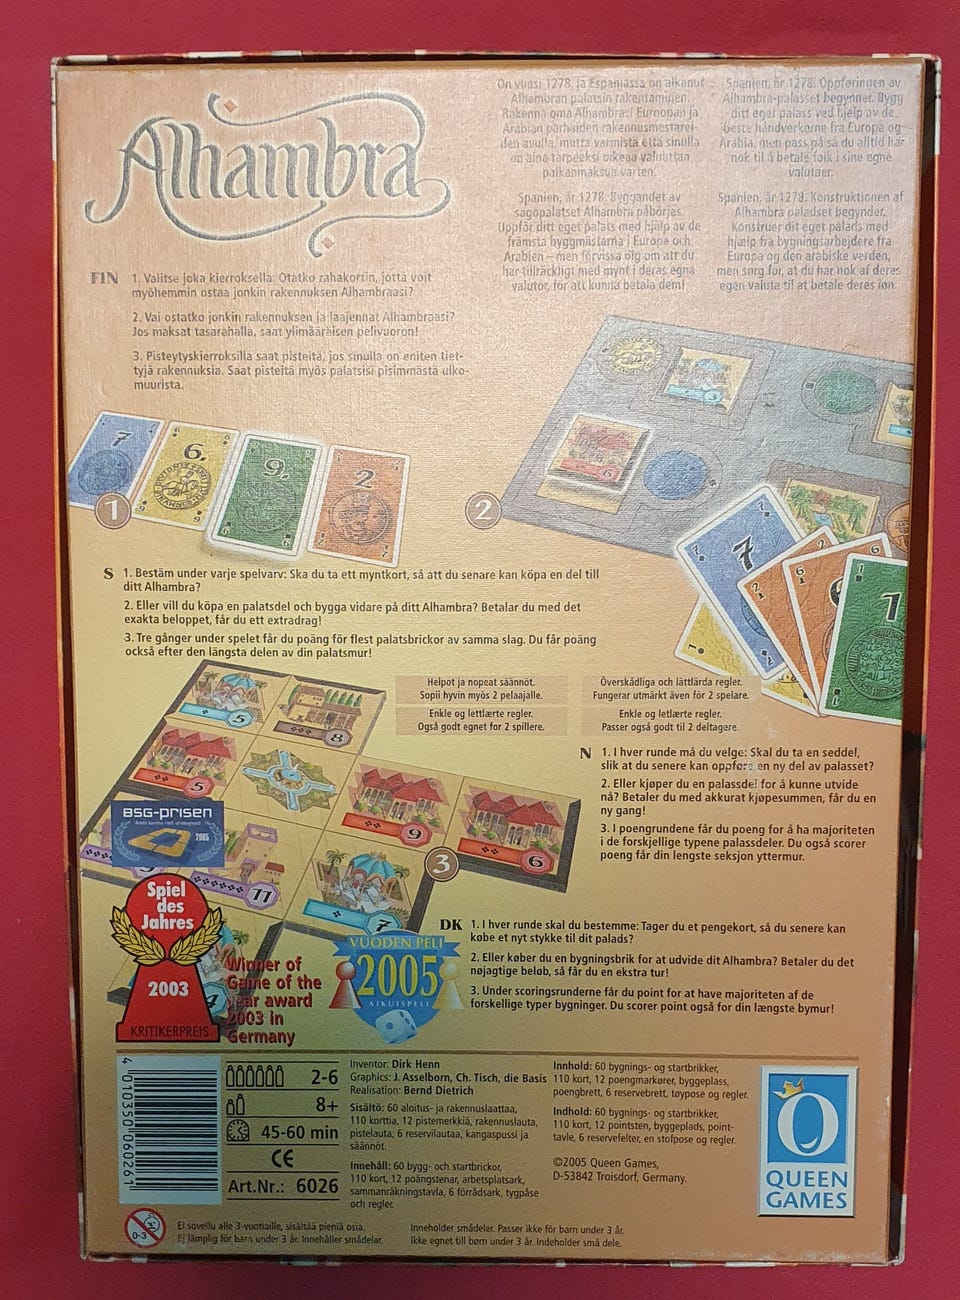 Alhambra
On vuosi 1278, ja Espanjassa on alkanut
Alhambran palatsin rakentaminen.
Rakenna oma Alhambrasi Euroopan ja
Arabian parhaiden rakennusmestarei-
den avulla, mutta varmista että sinulla
on aina tarpeeksi oikeaa valuuttaa
palkanmaksua varten.
Spanien, år 1278. Oppføringen av
Alhambra-palasset begynner. Bygg
ditt eget palass ved hjelp av de
beste håndverkerne fra Europa og
Arabia, men pass på så du alltid har
nok til å betale folk i sine egne
valutaer.
Spanien, år 1278. Byggandet av
sagopalatset Alhambra påbörjas.
Uppför ditt eget palats med hjälp av de
främsta byggmästarna i Europa och
Arabien – men förvissa dig om att du
har tillräckligt med mynt i deras egna
valutor, för att kunna betala dem!
Spanien, år 1278. Konstruktionen af
Alhambra paladset begynder.
Konstruer dit eget palads med
hjælp fra bygningsarbejdere fra
Europa og den arabiske verden,
men sørg for, at du har nok af deres
egen valuta til at betale deres løn.
FIN 1. Valitse joka kierroksella: Otatko rahakortin, jotta voit
myöhemmin ostaa jonkin rakennuksen Alhambraasi?
2. Vai ostatko jonkin rakennuksen ja laajennat Alhambraasi?
Jos maksat tasarahalla, saat ylimääräisen pelivuoron!
3. Pisteytyskierroksilla saat pisteitä, jos sinulla on eniten tiet-
tyjä rakennuksia. Saat pisteitä myös palatsisi pisimmästä ulko-
muurista.
7
6
9
2
1
2
3
6
7
2
6
1
S 1. Bestäm under varje spelvarv: Ska du ta ett myntkort, så att du senare kan köpa en del till
ditt Alhambra?
2. Eller vill du köpa en palatsdel och bygga vidare på ditt Alhambra? Betalar du med det
exakta beloppet, får du ett extradrag!
3. Tre gånger under spelet får du poäng för flest palatsbrickor av samma slag. Du får poäng
också efter den längsta delen av din palatsmur!
Helpot ja nopeat säännöt.
Sopii hyvin myös 2 pelaajalle.
Överskådliga och lättlärda regler.
Fungerar utmärkt även för 2 spelare.
Enkle og lettlærte regler.
Også godt egnet for 2 spillere.
Enkle og letlærte regler.
Passer også godt til 2 deltagere.
5
8
5
9
6
11
7
3
N 1. I hver runde må du velge: Skal du ta en seddel,
slik at du senere kan oppføre en ny del av palasset?
2. Eller kjøper du en palassdel for å kunne utvide
nå? Betaler du med akkurat kjøpesummen, får du en
ny gang!
3. I poengrundene får du poeng for å ha majoriteten
i de forskjellige typene palassdeler. Du også scorer
poeng får din lengste seksjon yttermur.
BSG-prisen
2005
Spiel
des
Jahres
2003
KRITIKERPREIS
Winner of
Game of the
year award
2003 in
Germany
VUODEN PELI
2005
AIKUISPELI
DK 1. I hver runde skal du bestemme: Tager du et pengekort, så du senere kan
købe et nyt stykke til dit palads?
2. Eller køber du en bygningsbrik for at udvide dit Alhambra? Betaler du det
nøjagtige beløb, så får du en ekstra tur!
3. Under scoringsrunderne får du point for at have majoriteten af de
forskellige typer bygninger. Du scorer point også for din længste bymur!
4 010350 060261
2-6
8+
45-60 min
CE
Art.Nr.: 6026
Inventor: Dirk Henn
Graphics: J. Asselborn, Ch. Tisch, die Basis
Realisation: Bernd Dietrich
Sisältö: 60 aloitus- ja rakennuslaattaa,
110 korttia, 12 pistemerkkiä, rakennuslauta,
pistelauta, 6 reservilautaa, kangaspussi ja
säännöt.
Innehåll: 60 bygg- och startbrickor,
110 kort, 12 poängstenar, arbetsplatsark,
sammanräkningstavla, 6 förrådsark, tygpåse
och regler.
Innhold: 60 bygnings- og startbrikker,
110 kort, 12 poengmarkører, byggeplass,
poengbrett, 6 reservebrett, tøypose og regler.
Indhold: 60 bygnings- og startbrikker,
110 kort, 12 pointsten, byggeplads, point-
tavle, 6 reservefelter, en stofpose og regler.
©2005 Queen Games,
D-53842 Troisdorf, Germany.
QUEEN
GAMES
0-3
Ei sovellu alle 3-vuotiaille, sisältää pieniä osia.
Ej lämplig för barn under 3 år. Innehåller smådelar.
Inneholder smådeler. Passer ikke for barn under 3 år.
Ikke egnet til børn under 3 år. Indeholder små dele.